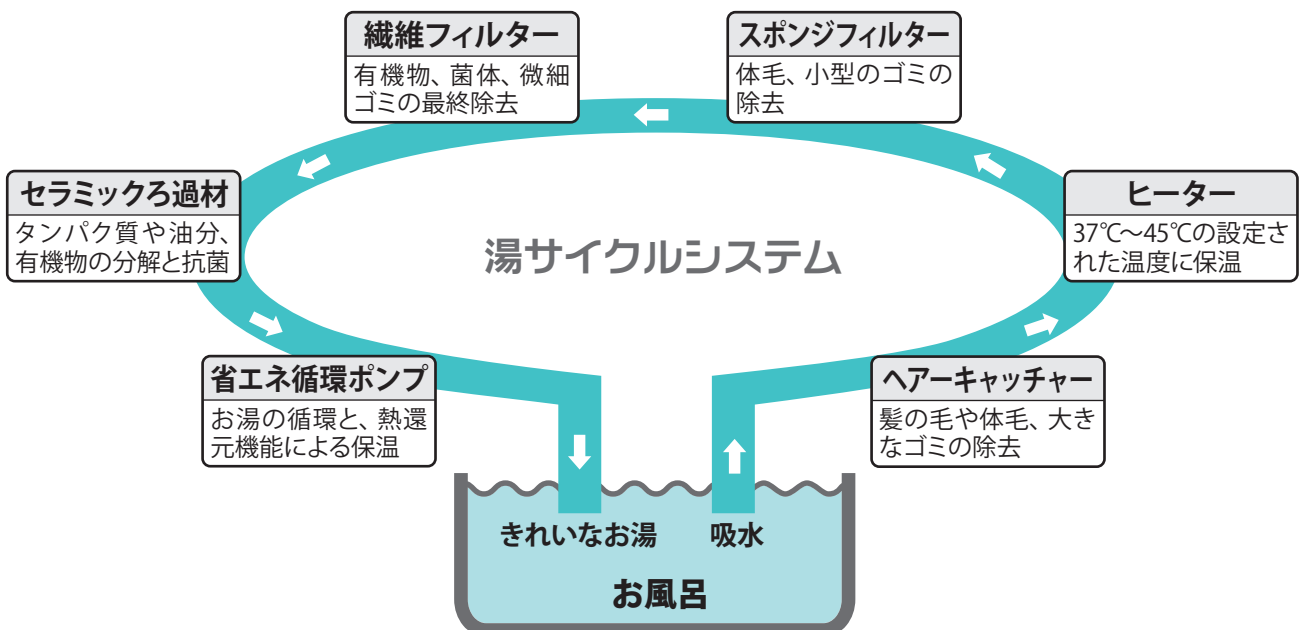 繊維フィルター
有機物、菌体、微細
ゴミの最終除去
スポンジフィルター
体毛、小型のゴミの
除去
セラミックろ過材
タンパク質や油分、
有機物の分解と抗菌
湯サイクルシステム
ヒーター
37℃～45℃の設定さ
れた温度に保温
省エネ循環ポンプ
お湯の循環と、熱還
元機能による保温
ヘアーキャッチャー
髪の毛や体毛、大き
なゴミの除去
きれいなお湯
吸水
お風呂